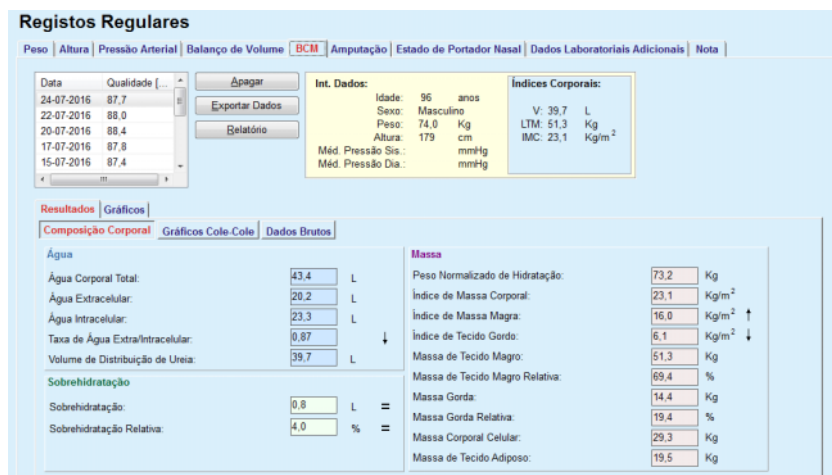 Registos Regulares
Peso Altura Pressão Arterial Balanço de Volume BCM Amputação Estado de Portador Nasal Dados Laboratoriais Adicionais Nota
Data Qualidade [...
24-07-2016 87,7
22-07-2016 88,0
20-07-2016 88,4
17-07-2016 87,8
15-07-2016 87,4
Apagar
Exportar Dados
Relatório
Int. Dados:
Idade: 96 anos
Sexo: Masculino
Peso: 74,0 Kg
Altura: 179 cm
Méd. Pressão Sis.: mmHg
Méd. Pressão Dia.: mmHg
Índices Corporais:
V: 39,7 L
LTM: 51,3 Kg
IMC: 23,1 Kg/m²
Resultados Gráficos
Composição Corporal Gráficos Cole-Cole Dados Brutos
Água
Água Corporal Total: 43,4 L
Água Extracelular: 20,2 L
Água Intracelular: 23,3 L
Taxa de Água Extra/Intracelular: 0,87 ↓
Volume de Distribuição de Ureia: 39,7 L
Sobrehidratação
Sobrehidratação: 0,8 L =
Sobrehidratação Relativa: 4,0 % =
Massa
Peso Normalizado de Hidratação: 73,2 Kg
Índice de Massa Corporal: 23,1 Kg/m²
Índice de Massa Magra: 16,0 Kg/m² ↑
Índice de Tecido Gordo: 6,1 Kg/m² ↓
Massa de Tecido Magro: 51,3 Kg
Massa de Tecido Magro Relativa: 69,4 %
Massa Gorda: 14,4 Kg
Massa Gorda Relativa: 19,4 %
Massa Corporal Celular: 29,3 Kg
Massa de Tecido Adiposo: 19,5 Kg